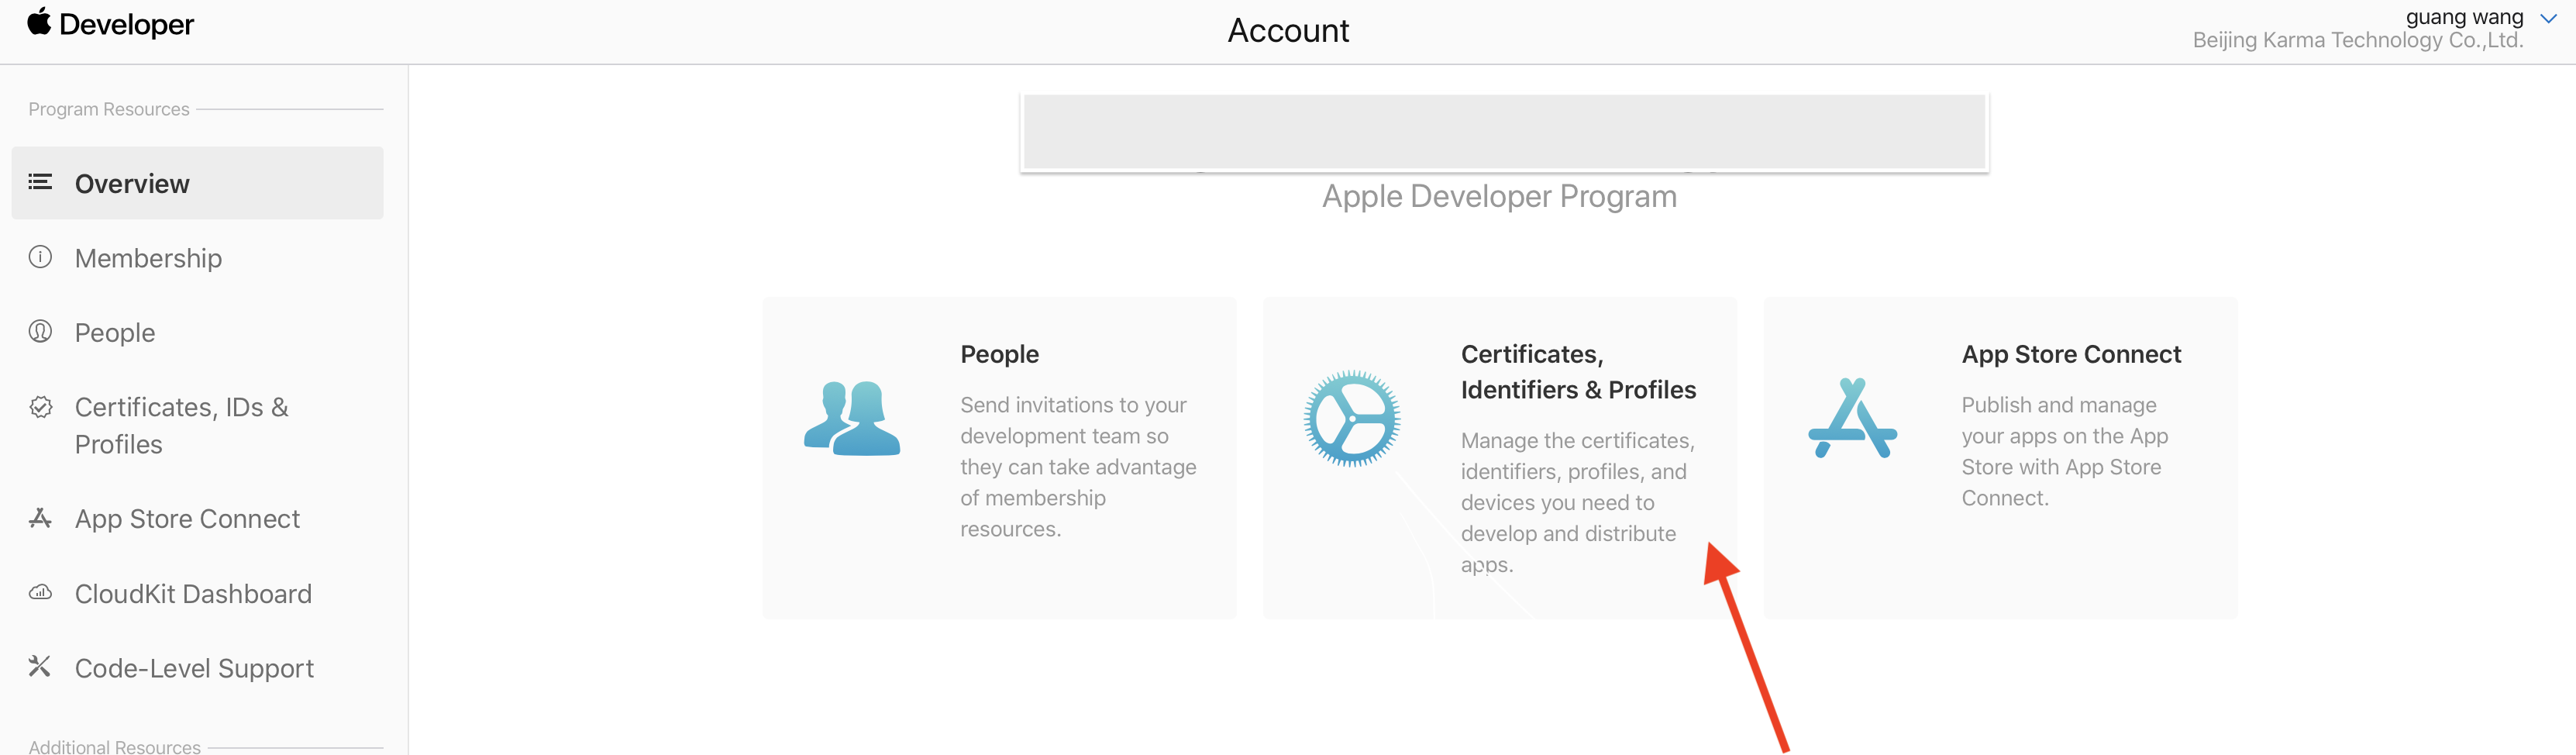 Developer
Account
guang wang
Beijing Karma Technology Co.,Ltd.
Program Resources
Overview
Membership
People
Certificates, IDs &
Profiles
App Store Connect
CloudKit Dashboard
Code-Level Support
Additional Resources
Apple Developer Program
People
Send invitations to your
development team so
they can take advantage
of membership
resources.
Certificates,
Identifiers & Profiles
Manage the certificates,
identifiers, profiles, and
devices you need to
develop and distribute
apps.
App Store Connect
Publish and manage
your apps on the App
Store with App Store
Connect.